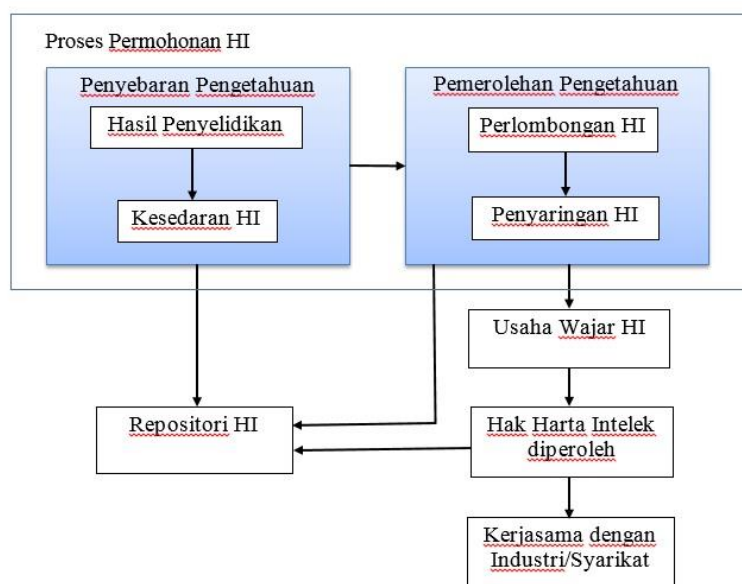 Proses Permohonan HI
Penyebaran Pengetahuan
Hasil Penyelidikan
Kesedaran HI
Pemerolehan Pengetahuan
Perlombongan HI
Penyaringan HI
Usaha Wajar HI
Repositori HI
Hak Harta Intelek
diperoleh
Kerjasama dengan
Industri/Syarikat